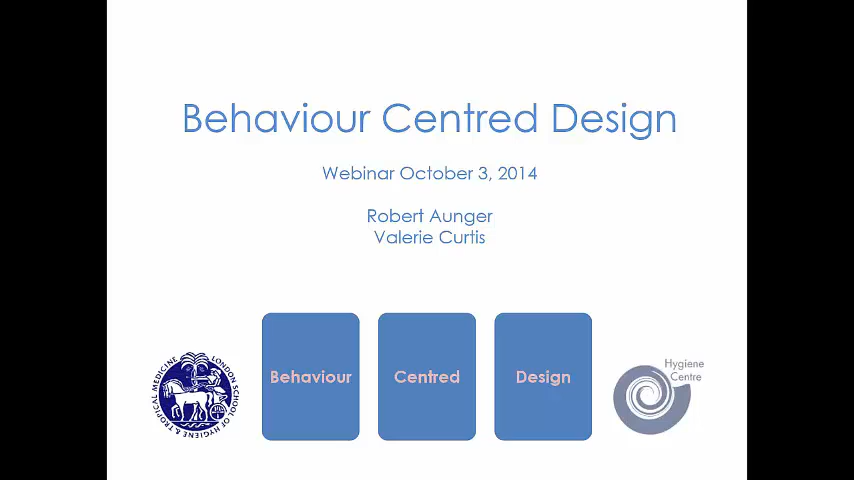 Behaviour Centred Design
Webinar October 3, 2014
Robert Aunger
Valerie Curtis
Behaviour
Centred
Design
LONDON SCHOOL OF HYGIENE & TROPICAL MEDICINE
Hygiene
Centre